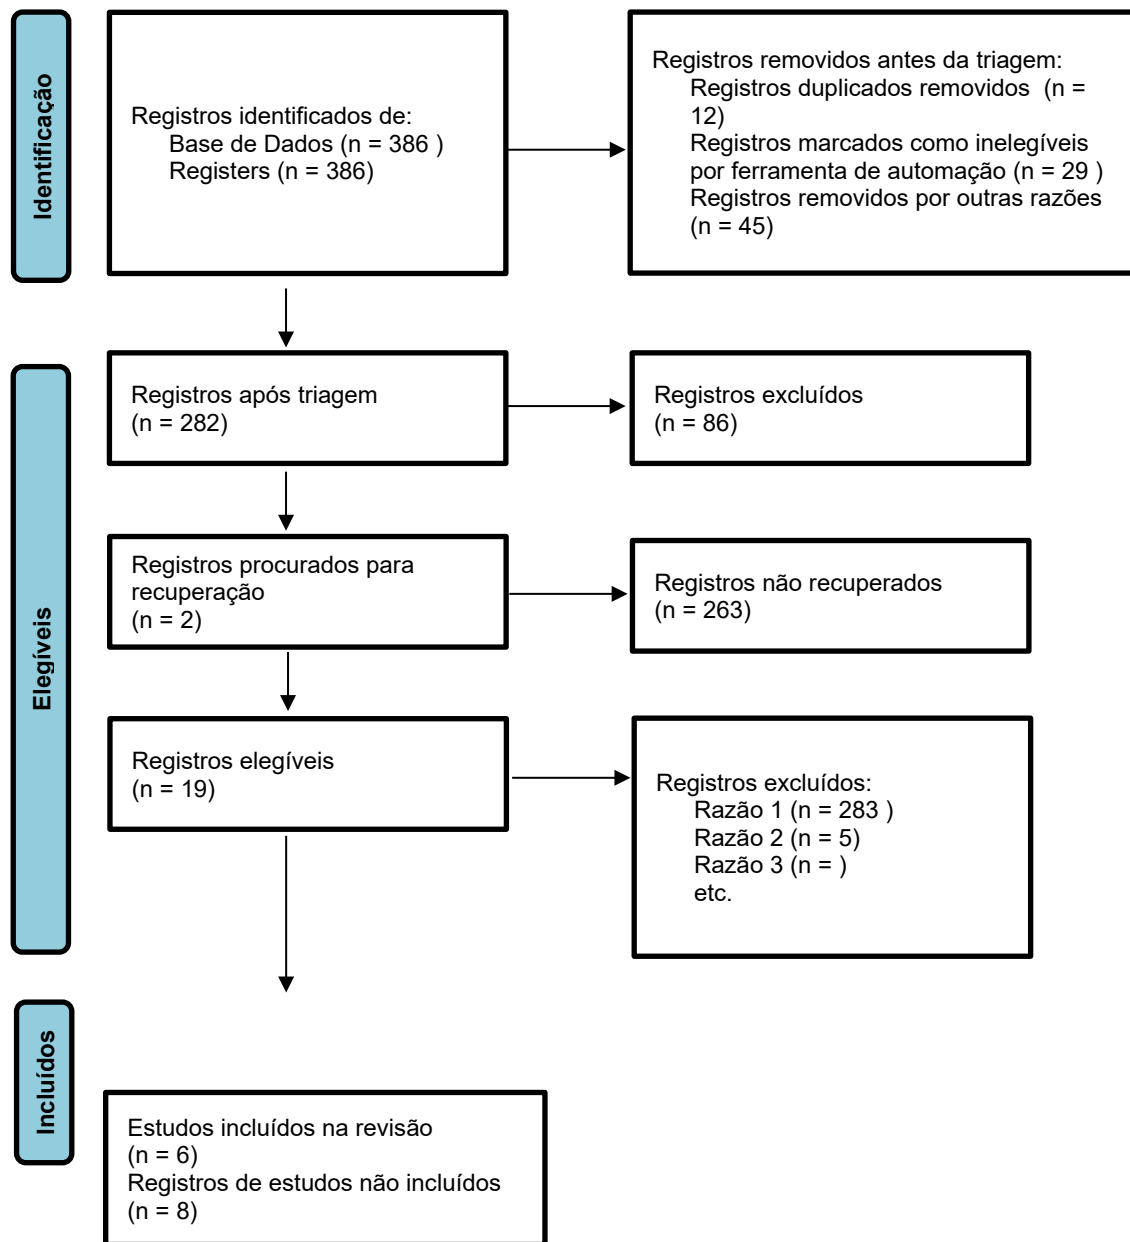 Identificação
Registros identificados de:
Base de Dados (n = 386 )
Registers (n = 386)
Registros removidos antes da triagem:
Registros duplicados removidos  (n =
12)
Registros marcados como inelegíveis
por ferramenta de automação (n = 29 )
Registros removidos por outras razões
(n = 45)
Elegíveis
Registros após triagem
(n = 282)
Registros excluídos
(n = 86)
Registros procurados para
recuperação
(n = 2)
Registros não recuperados
(n = 263)
Registros elegíveis
(n = 19)
Registros excluídos:
Razão 1 (n = 283 )
Razão 2 (n = 5)
Razão 3 (n = )
etc.
Incluídos
Estudos incluídos na revisão
(n = 6)
Registros de estudos não incluídos
(n = 8)